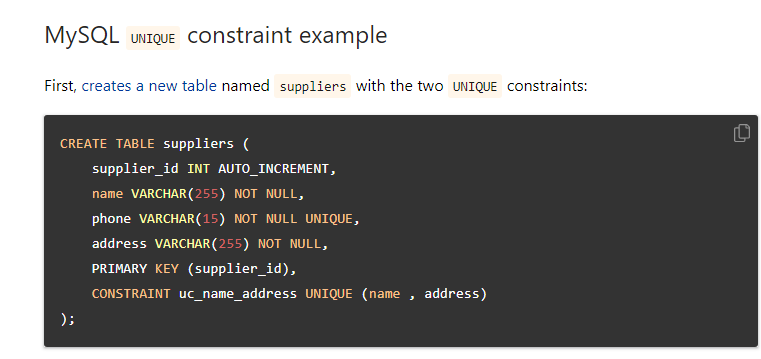 MySQL UNIQUE constraint example
First, creates a new table named suppliers with the two UNIQUE constraints:
CREATE TABLE suppliers (
    supplier_id INT AUTO_INCREMENT,
    name VARCHAR(255) NOT NULL,
    phone VARCHAR(15) NOT NULL UNIQUE,
    address VARCHAR(255) NOT NULL,
    PRIMARY KEY (supplier_id),
    CONSTRAINT uc_name_address UNIQUE (name , address)
);